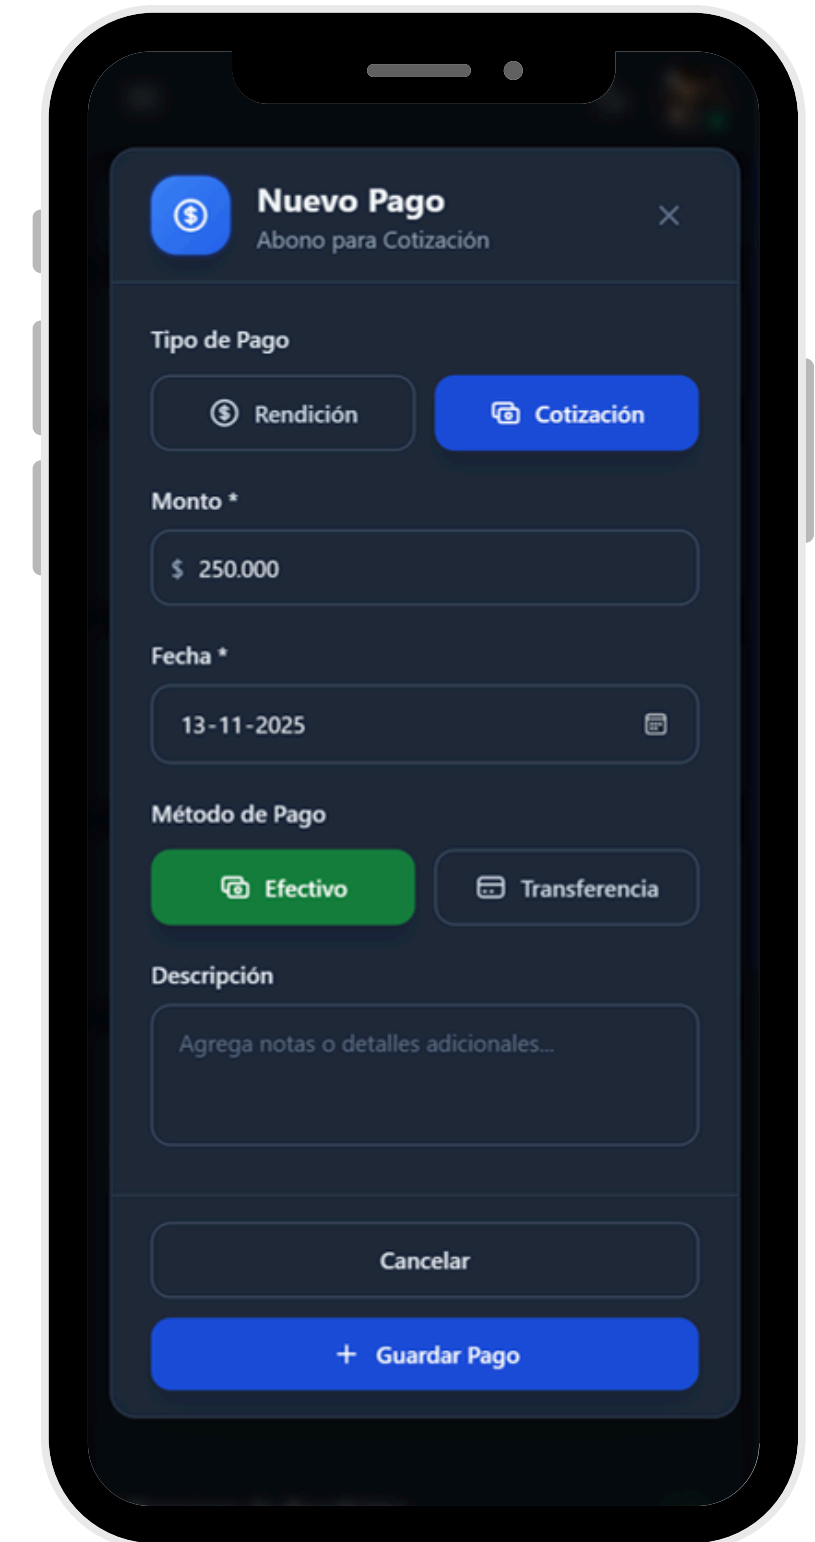 Nuevo Pago
Abono para Cotización
Tipo de Pago
Rendición
Cotización
Monto *
$ 250.000
Fecha *
13-11-2025
Método de Pago
Efectivo
Transferencia
Descripción
Agrega notas o detalles adicionales...
Cancelar
+ Guardar Pago